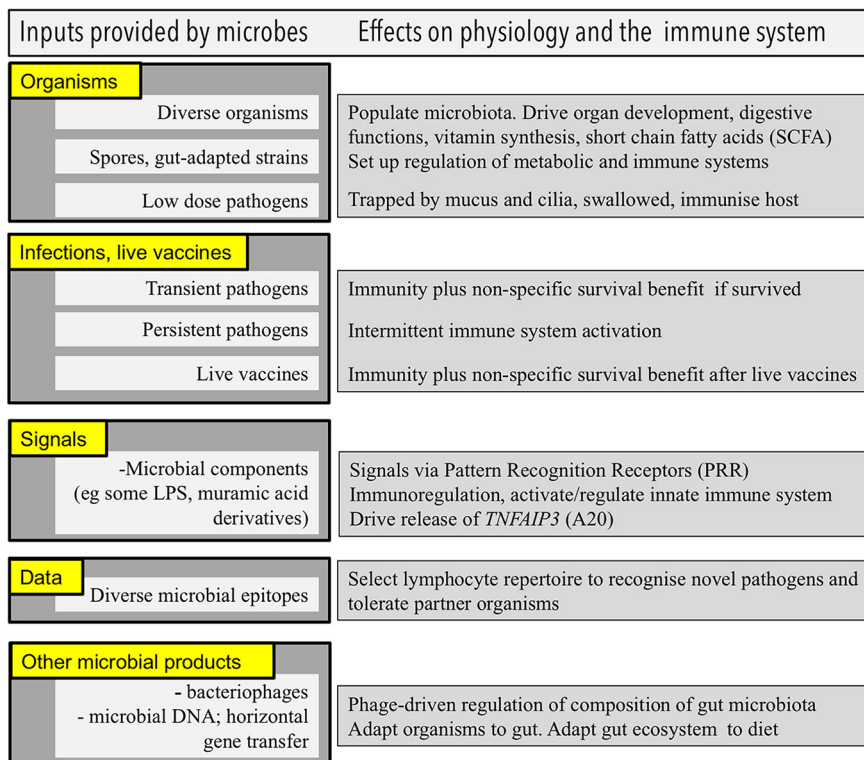 Inputs provided by microbes
Effects on physiology and the immune system
Organisms
Diverse organisms
Spores, gut-adapted strains
Low dose pathogens
Populate microbiota. Drive organ development, digestive
functions, vitamin synthesis, short chain fatty acids (SCFA)
Set up regulation of metabolic and immune systems
Trapped by mucus and cilia, swallowed, immunise host
Infections, live vaccines
Transient pathogens
Persistent pathogens
Live vaccines
Immunity plus non-specific survival benefit if survived
Intermittent immune system activation
Immunity plus non-specific survival benefit after live vaccines
Signals
-Microbial components
(eg some LPS, muramic acid
derivatives)
Signals via Pattern Recognition Receptors (PRR)
Immunoregulation, activate/regulate innate immune system
Drive release of TNFAIP3 (A20)
Data
Diverse microbial epitopes
Select lymphocyte repertoire to recognise novel pathogens and
tolerate partner organisms
Other microbial products
- bacteriophages
- microbial DNA; horizontal
gene transfer
Phage-driven regulation of composition of gut microbiota
Adapt organisms to gut. Adapt gut ecosystem to diet